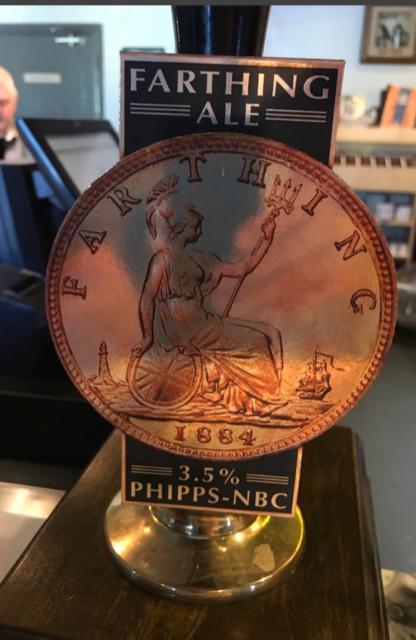 FARTHING
ALE
FARTHING
1884
3.5%
PHIPPS-NBC